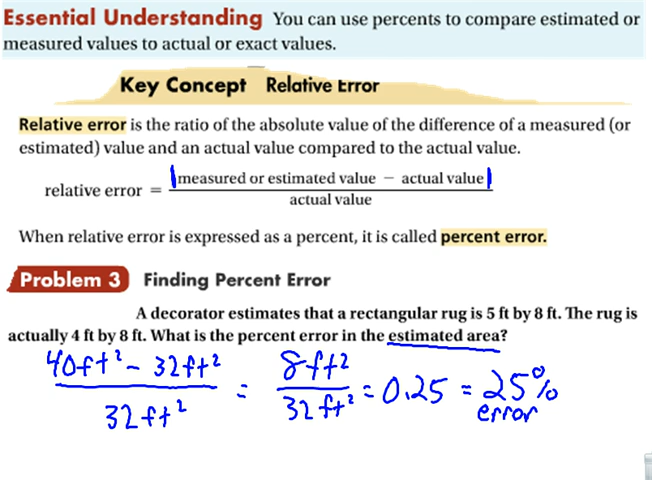 Essential Understanding You can use percents to compare estimated or
measured values to actual or exact values.
Key Concept Relative Error
Relative error is the ratio of the absolute value of the difference of a measured (or
estimated) value and an actual value compared to the actual value.
relative error = |measured or estimated value − actual value|
actual value
When relative error is expressed as a percent, it is called percent error.
Problem 3 Finding Percent Error
A decorator estimates that a rectangular rug is 5 ft by 8 ft. The rug is
actually 4 ft by 8 ft. What is the percent error in the estimated area?
40ft² − 32ft² = 8ft² = 0.25 = 25%
32ft² 32ft² error